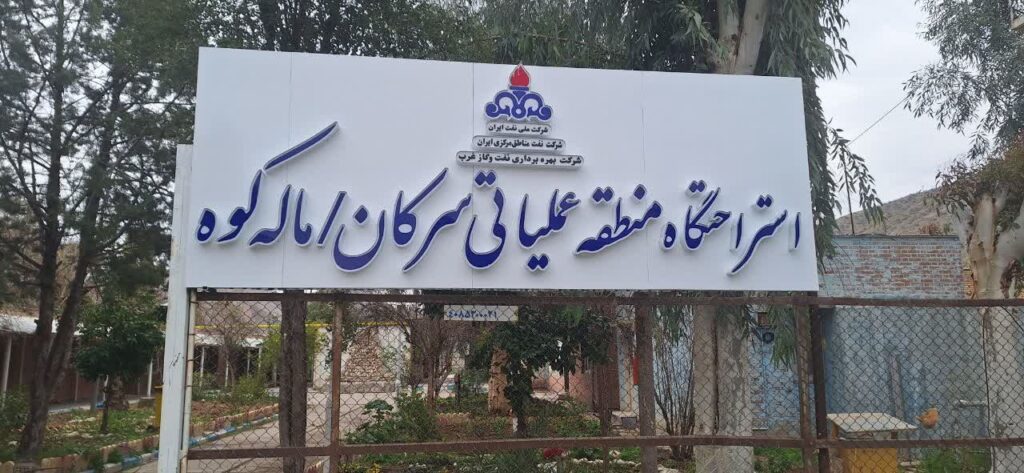 شرکت ملی نفت ایران
شرکت نفت مناطق مرکزی ایران
شرکت بهره برداری نفت وگاز غرب
استراحتگاه منطقه عملیاتی سرکان/ماله کوه